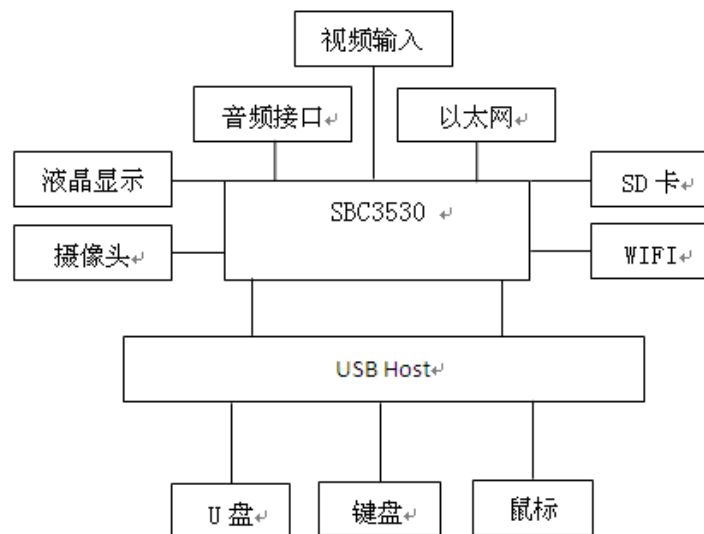 视频输入
音频接口
以太网
液晶显示
SBC3530
SD 卡
摄像头
WIFI
USB Host
U 盘
键盘
鼠标